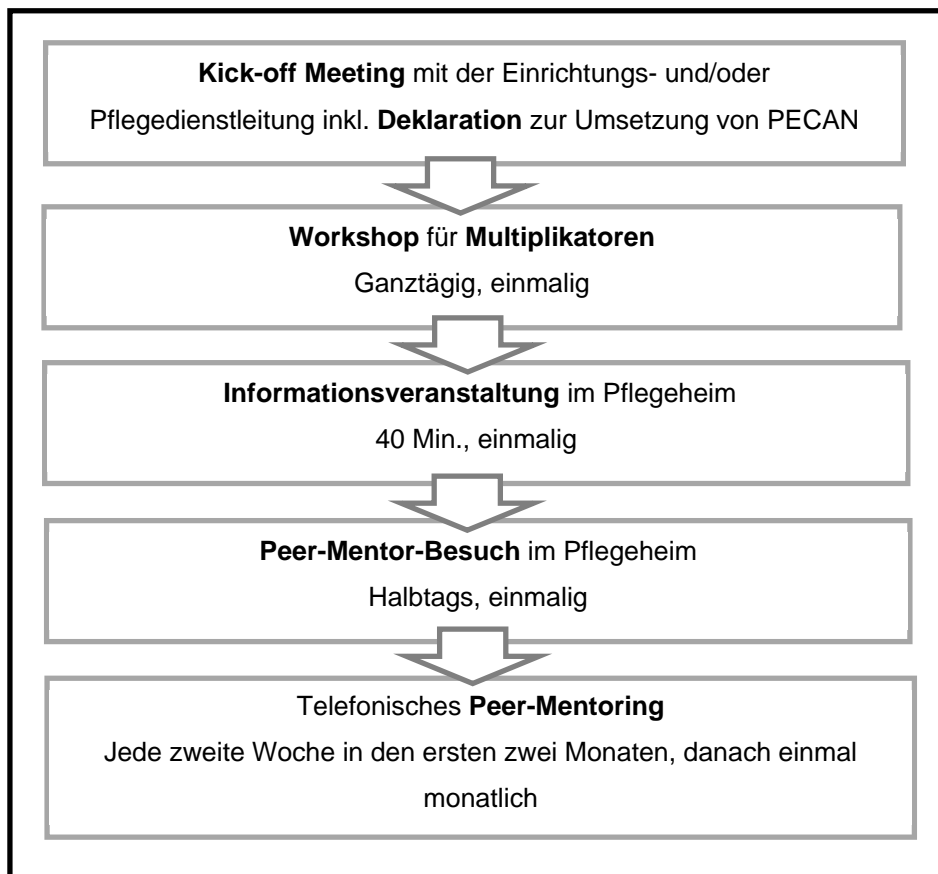 Kick-off Meeting mit der Einrichtungs- und/oder
Pflegedienstleitung inkl. Deklaration zur Umsetzung von PECAN
Workshop für Multiplikatoren
Ganztägig, einmalig
Informationsveranstaltung im Pflegeheim
40 Min., einmalig
Peer-Mentor-Besuch im Pflegeheim
Halbtags, einmalig
Telefonisches Peer-Mentoring
Jede zweite Woche in den ersten zwei Monaten, danach einmal
monatlich